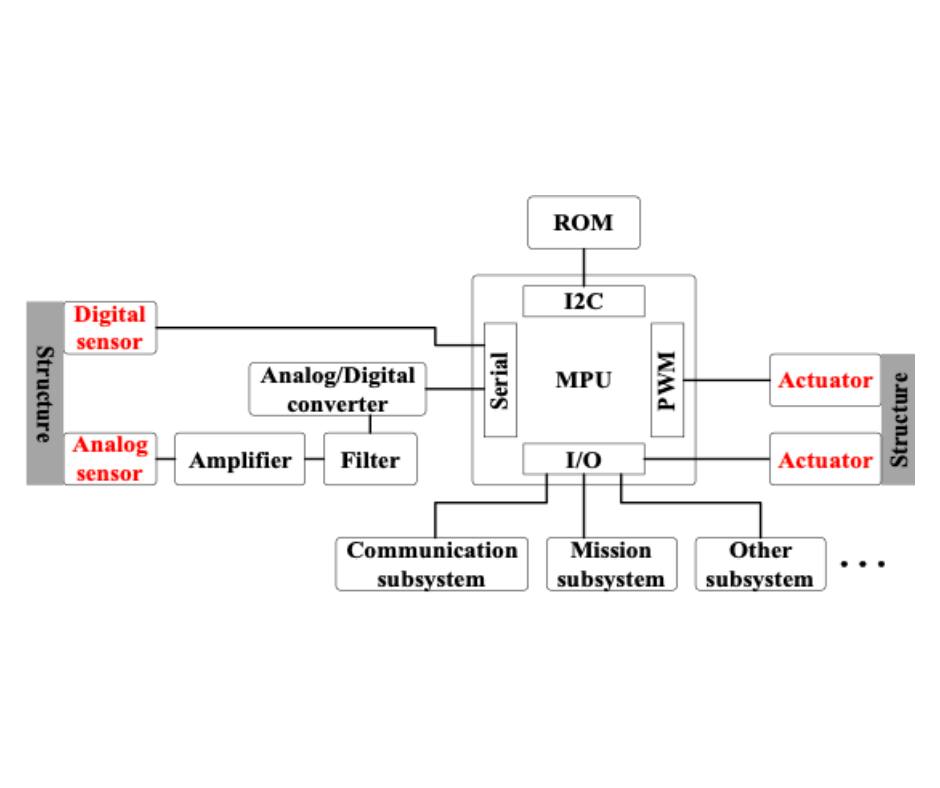 ROM
I2C
Digital
sensor
Structure
Serial
MPU
PWM
Analog/Digital
converter
Actuator
Structure
Analog
sensor
Amplifier
Filter
I/O
Actuator
Communication
subsystem
Mission
subsystem
Other
subsystem
• • •